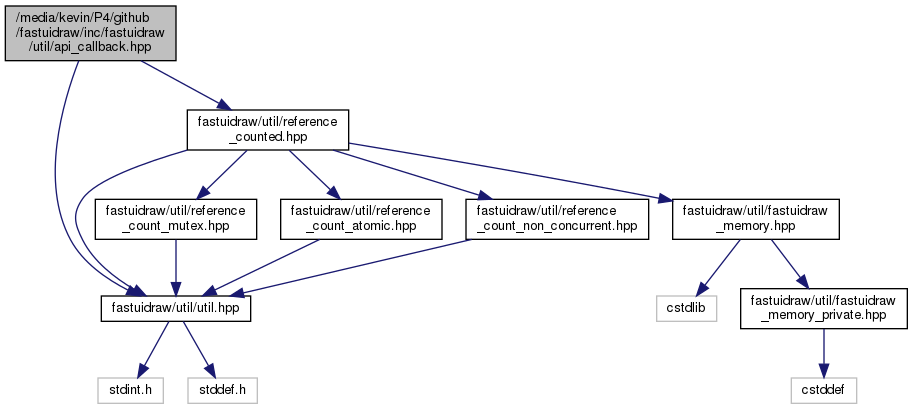 /media/kevin/P4/github
/fastuidraw/inc/fastuidraw
/util/api_callback.hpp
fastuidraw/util/reference
_counted.hpp
fastuidraw/util/reference
_count_mutex.hpp
fastuidraw/util/reference
_count_atomic.hpp
fastuidraw/util/reference
_count_non_concurrent.hpp
fastuidraw/util/fastuidraw
_memory.hpp
fastuidraw/util/util.hpp
cstdlib
fastuidraw/util/fastuidraw
_memory_private.hpp
stdint.h
stddef.h
cstddef